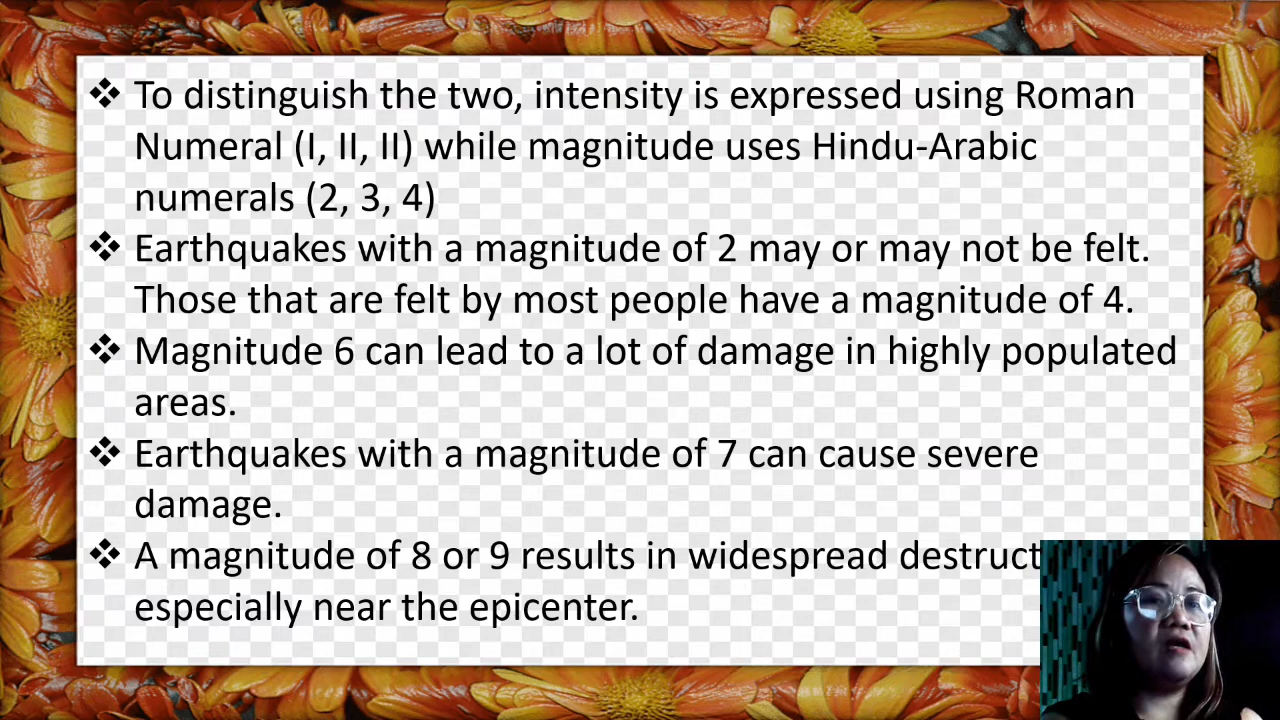 ❖ To distinguish the two, intensity is expressed using Roman
Numeral (I, II, II) while magnitude uses Hindu-Arabic
numerals (2, 3, 4)
❖ Earthquakes with a magnitude of 2 may or may not be felt.
Those that are felt by most people have a magnitude of 4.
❖ Magnitude 6 can lead to a lot of damage in highly populated
areas.
❖ Earthquakes with a magnitude of 7 can cause severe
damage.
❖ A magnitude of 8 or 9 results in widespread
especially near the epicenter.